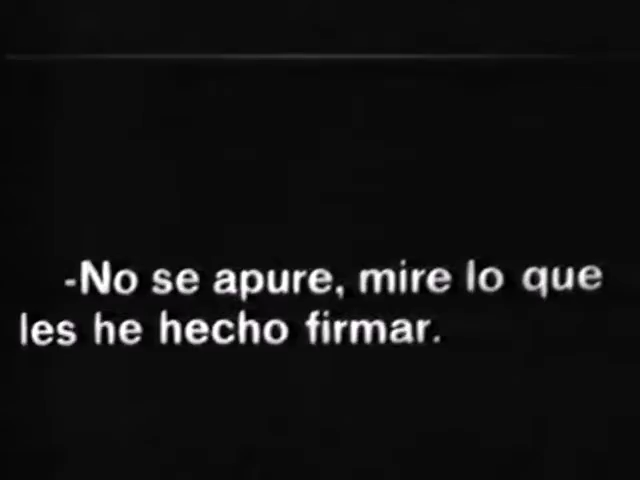 -No se apure, mire lo que
les he hecho firmar.